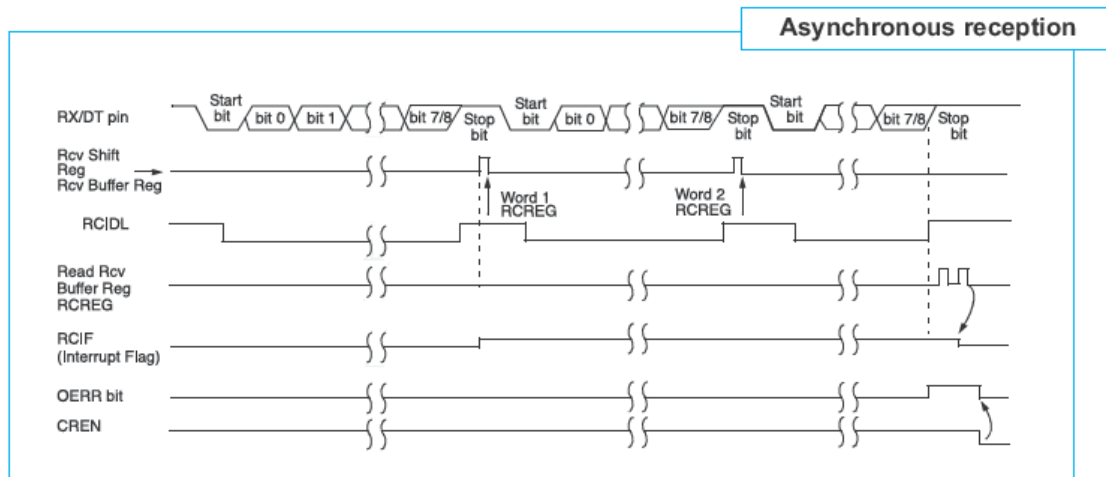 Asynchronous reception
RX/DT pin
Start bit
bit 0
bit 1
bit 7/8
Stop bit
Start bit
bit 0
bit 7/8
Stop bit
Start bit
bit 7/8
Stop bit
Rcv Shift
Reg
Rcv Buffer Reg
Word 1
RCREG
Word 2
RCREG
RCIDL
Read Rcv
Buffer Reg
RCREG
RCIF
(Interrupt Flag)
OERR bit
CREN